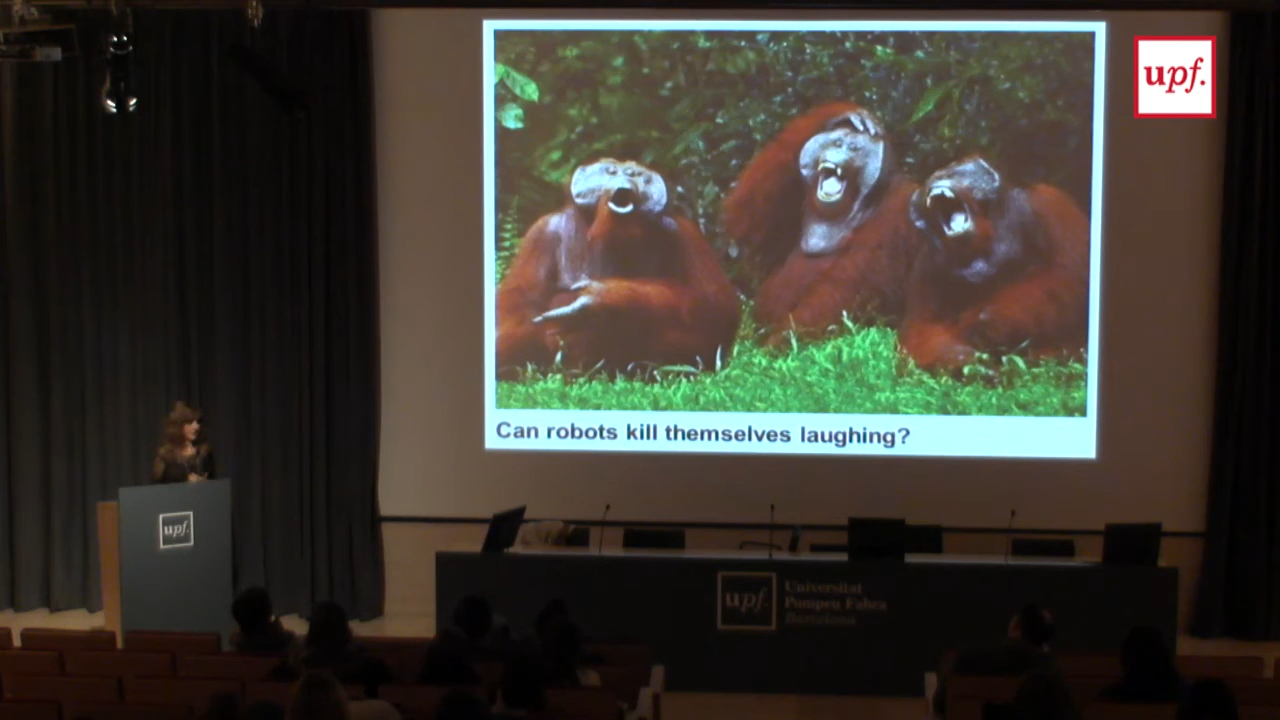 upf.
Can robots kill themselves laughing?
upf.
upf.
Universitat
Pompeu Fabra
Barcelona